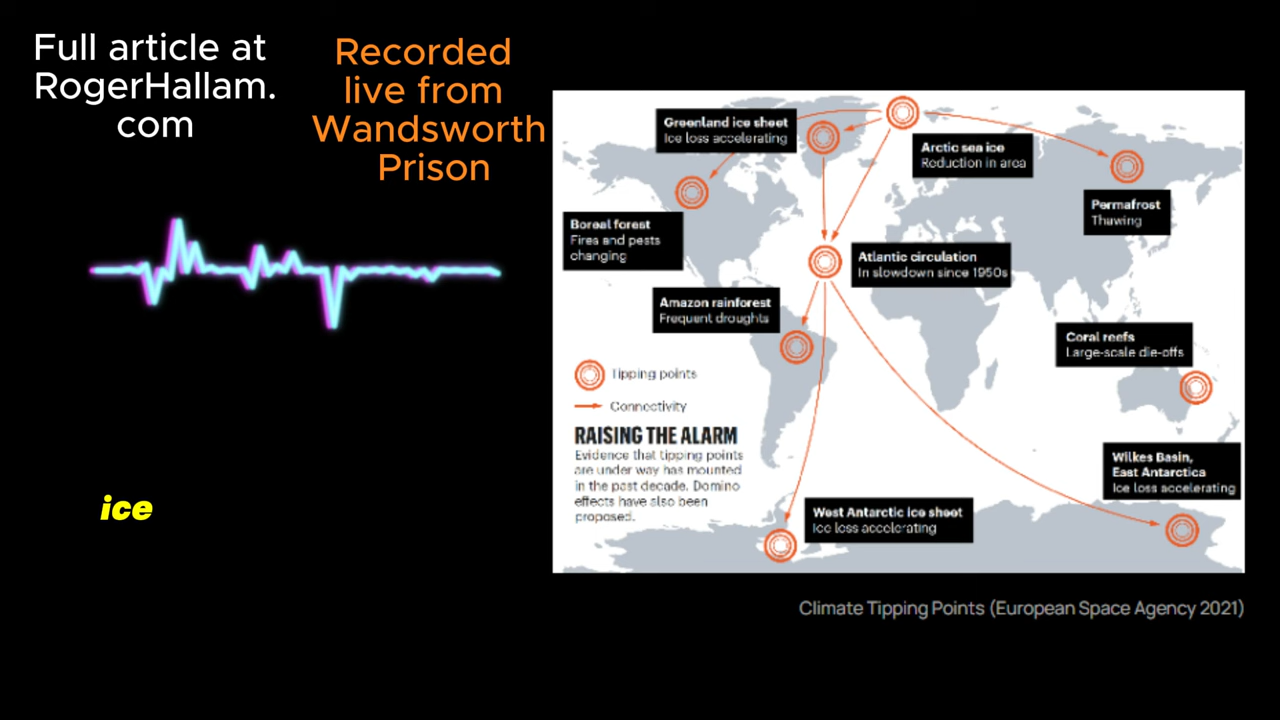 Full article at
RogerHallam.
com
Recorded
live from
Wandsworth
Prison
Greenland ice sheet
Ice loss accelerating
Arctic sea ice
Reduction in area
Permafrost
Thawing
Boreal forest
Fires and pests
changing
Atlantic circulation
In slowdown since 1950s
Amazon rainforest
Frequent droughts
Coral reefs
Large-scale die-offs
Tipping points
Connectivity
RAISING THE ALARM
Evidence that tipping points
are under way has mounted
in the past decade. Domino
effects have also been
proposed.
Wilkes Basin,
East Antarctica
Ice loss accelerating
West Antarctic ice sheet
Ice loss accelerating
ice
Climate Tipping Points (European Space Agency 2021)